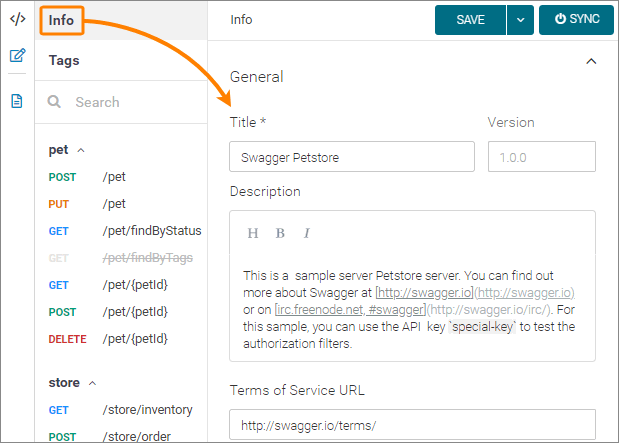 </>
Info
Tags
Search
pet
POST /pet
PUT /pet
GET /pet/findByStatus
GET /pet/findByTags
GET /pet/{petId}
POST /pet/{petId}
DELETE /pet/{petId}
store
GET /store/inventory
POST /store/order
Info
SAVE
SYNC
General
Title * Version
Swagger Petstore 1.0.0
Description
H B I
This is a  sample server Petstore server. You can find out
more about Swagger at [http://swagger.io](http://swagger.io)
or on [irc.freenode.net, #swagger](http://swagger.io/irc/). For
this sample, you can use the API  key `special-key` to test the
authorization filters.
Terms of Service URL
http://swagger.io/terms/